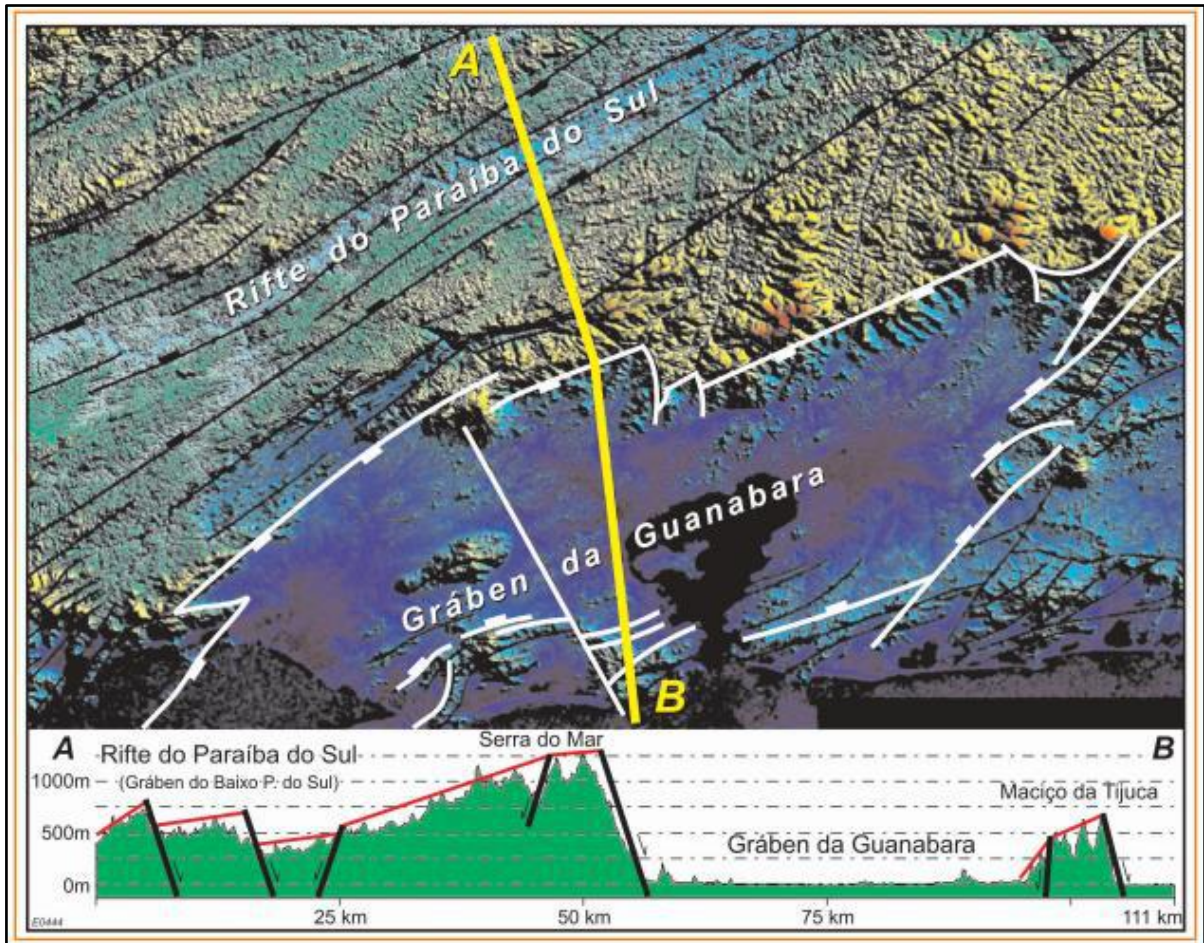 A
Rifte do Paraíba do Sul
Gráben da Guanabara
B
A
Rifte do Paraíba do Sul
(Gráben do Baixo P. do Sul)
Serra do Mar
B
Maciço da Tijuca
Gráben da Guanabara
1000m
500m
0m
EG444
25 km
50 km
75 km
111 km